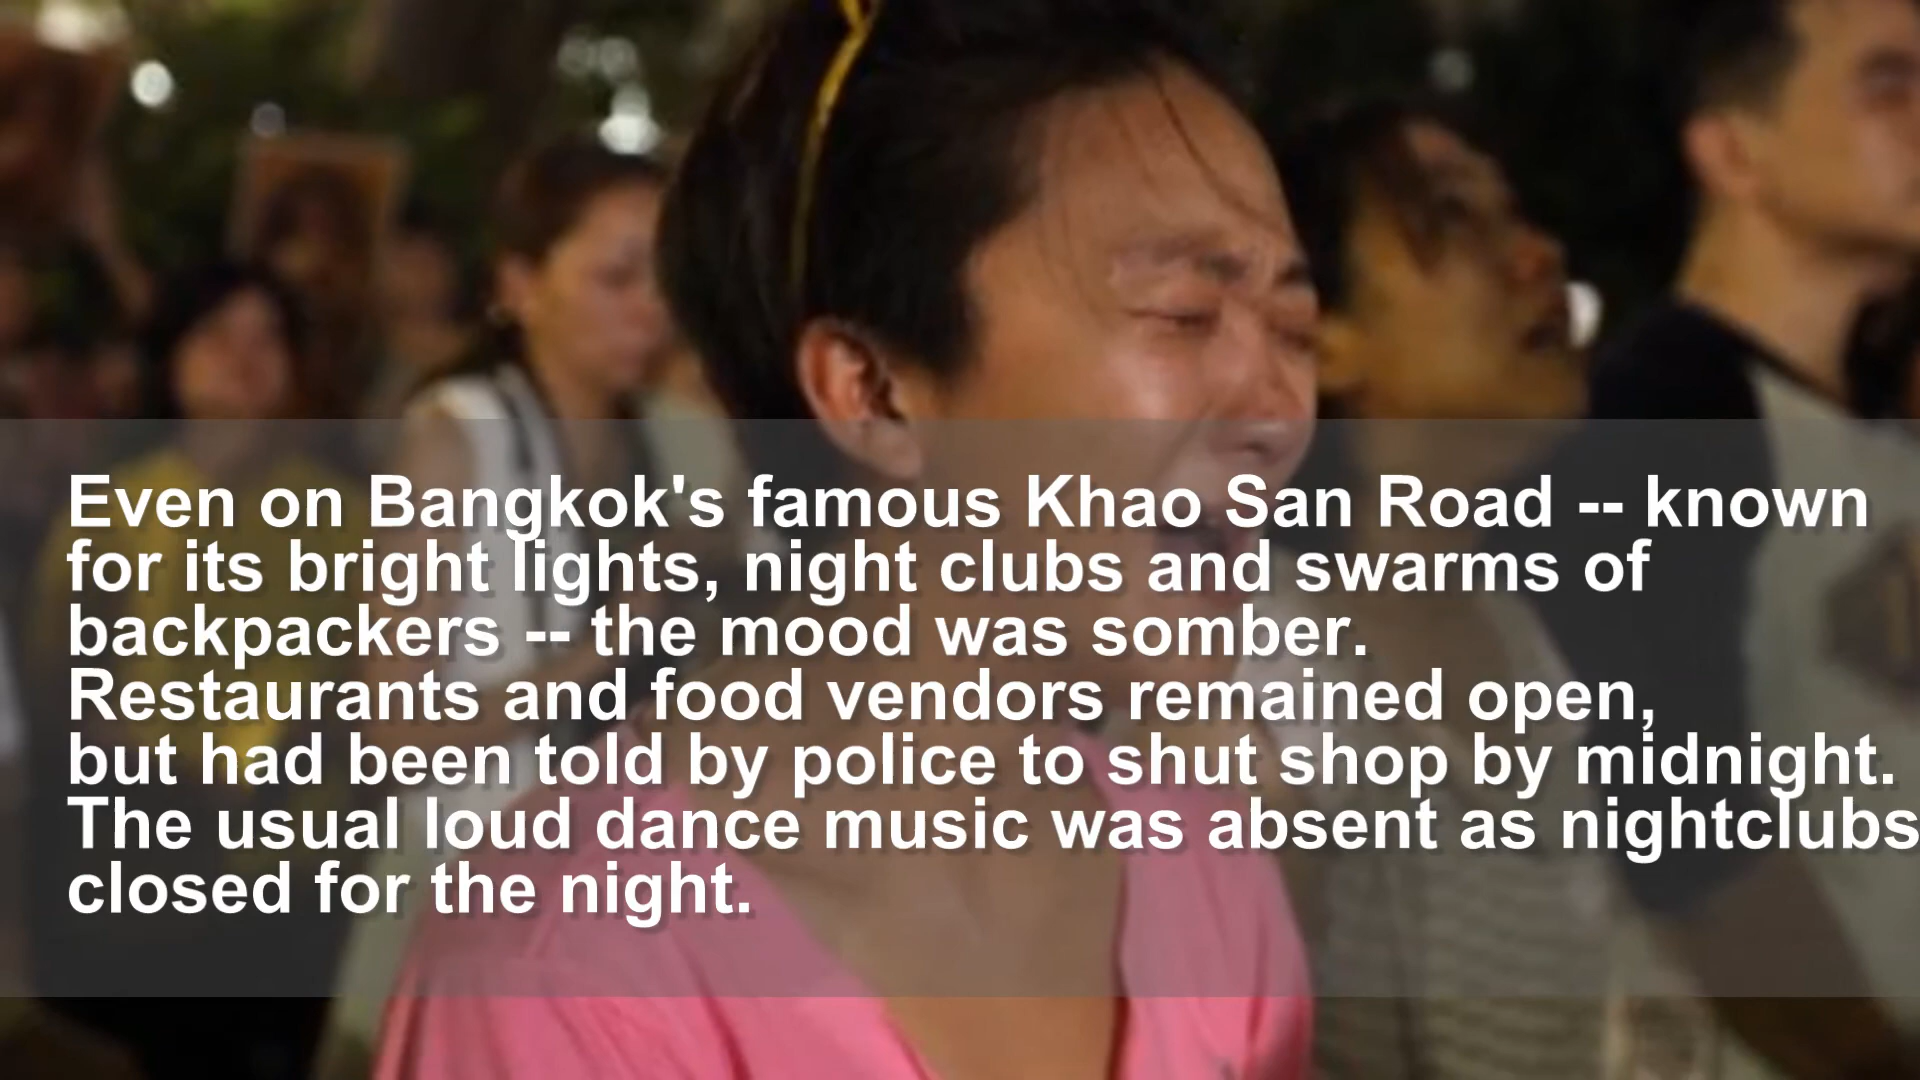 Even on Bangkok's famous Khao San Road -- known
for its bright lights, night clubs and swarms of
backpackers -- the mood was somber.
Restaurants and food vendors remained open,
but had been told by police to shut shop by midnight.
The usual loud dance music was absent as nightclubs
closed for the night.